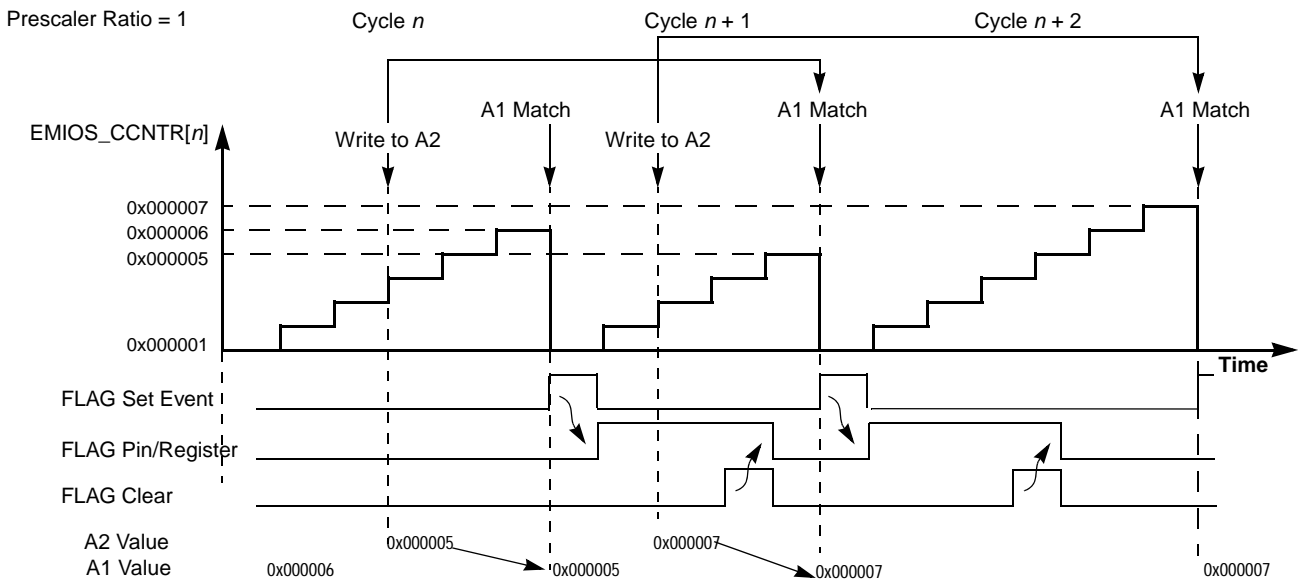 Prescaler Ratio = 1
Cycle n
Cycle n + 1
Cycle n + 2
A1 Match
A1 Match
A1 Match
EMIOS_CCNTR[n]
Write to A2
Write to A2
0x000007
0x000006
0x000005
0x000001
Time
FLAG Set Event
FLAG Pin/Register
FLAG Clear
A2 Value
0x000005
0x000007
A1 Value
0x000006
0x000005
0x000007
0x000007